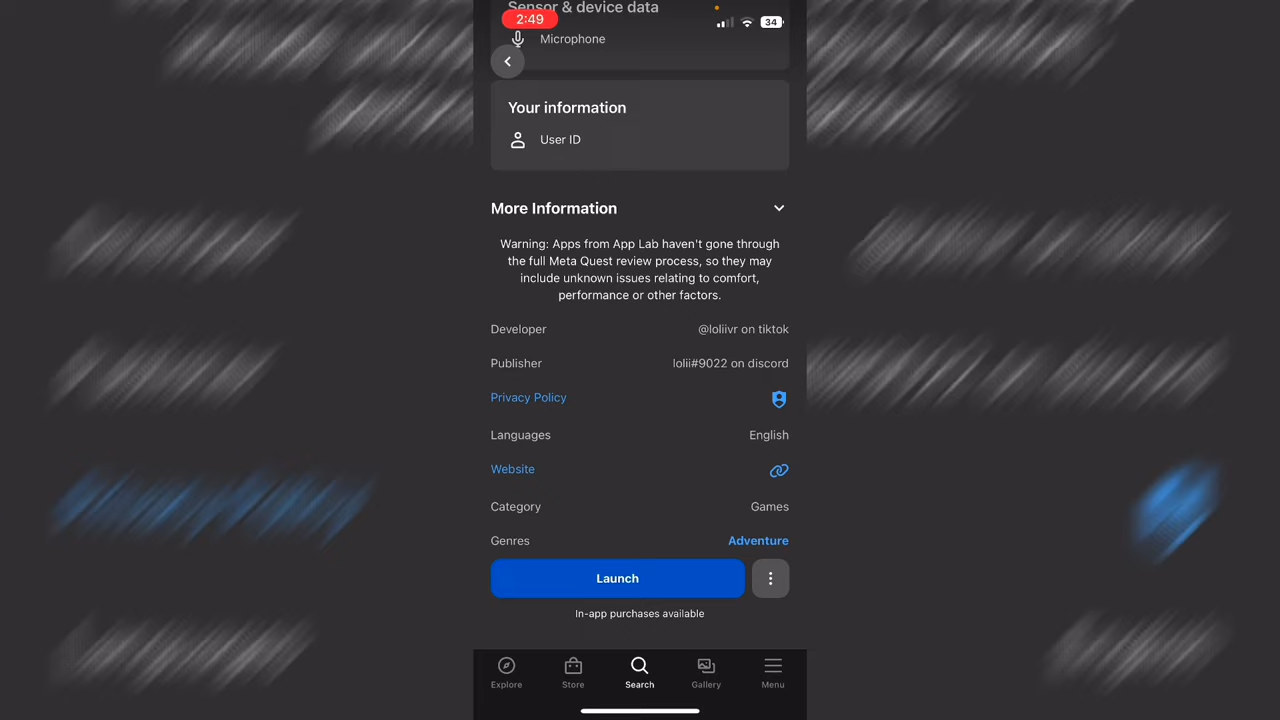 Sensor & device data
2:49
34
Microphone
Your information
User ID
More Information
Warning: Apps from App Lab haven't gone through
the full Meta Quest review process, so they may
include unknown issues relating to comfort,
performance or other factors.
Developer @loliivr on tiktok
Publisher lolii#9022 on discord
Privacy Policy
Languages English
Website
Category Games
Genres Adventure
Launch
In-app purchases available
Explore Store Search Gallery Menu